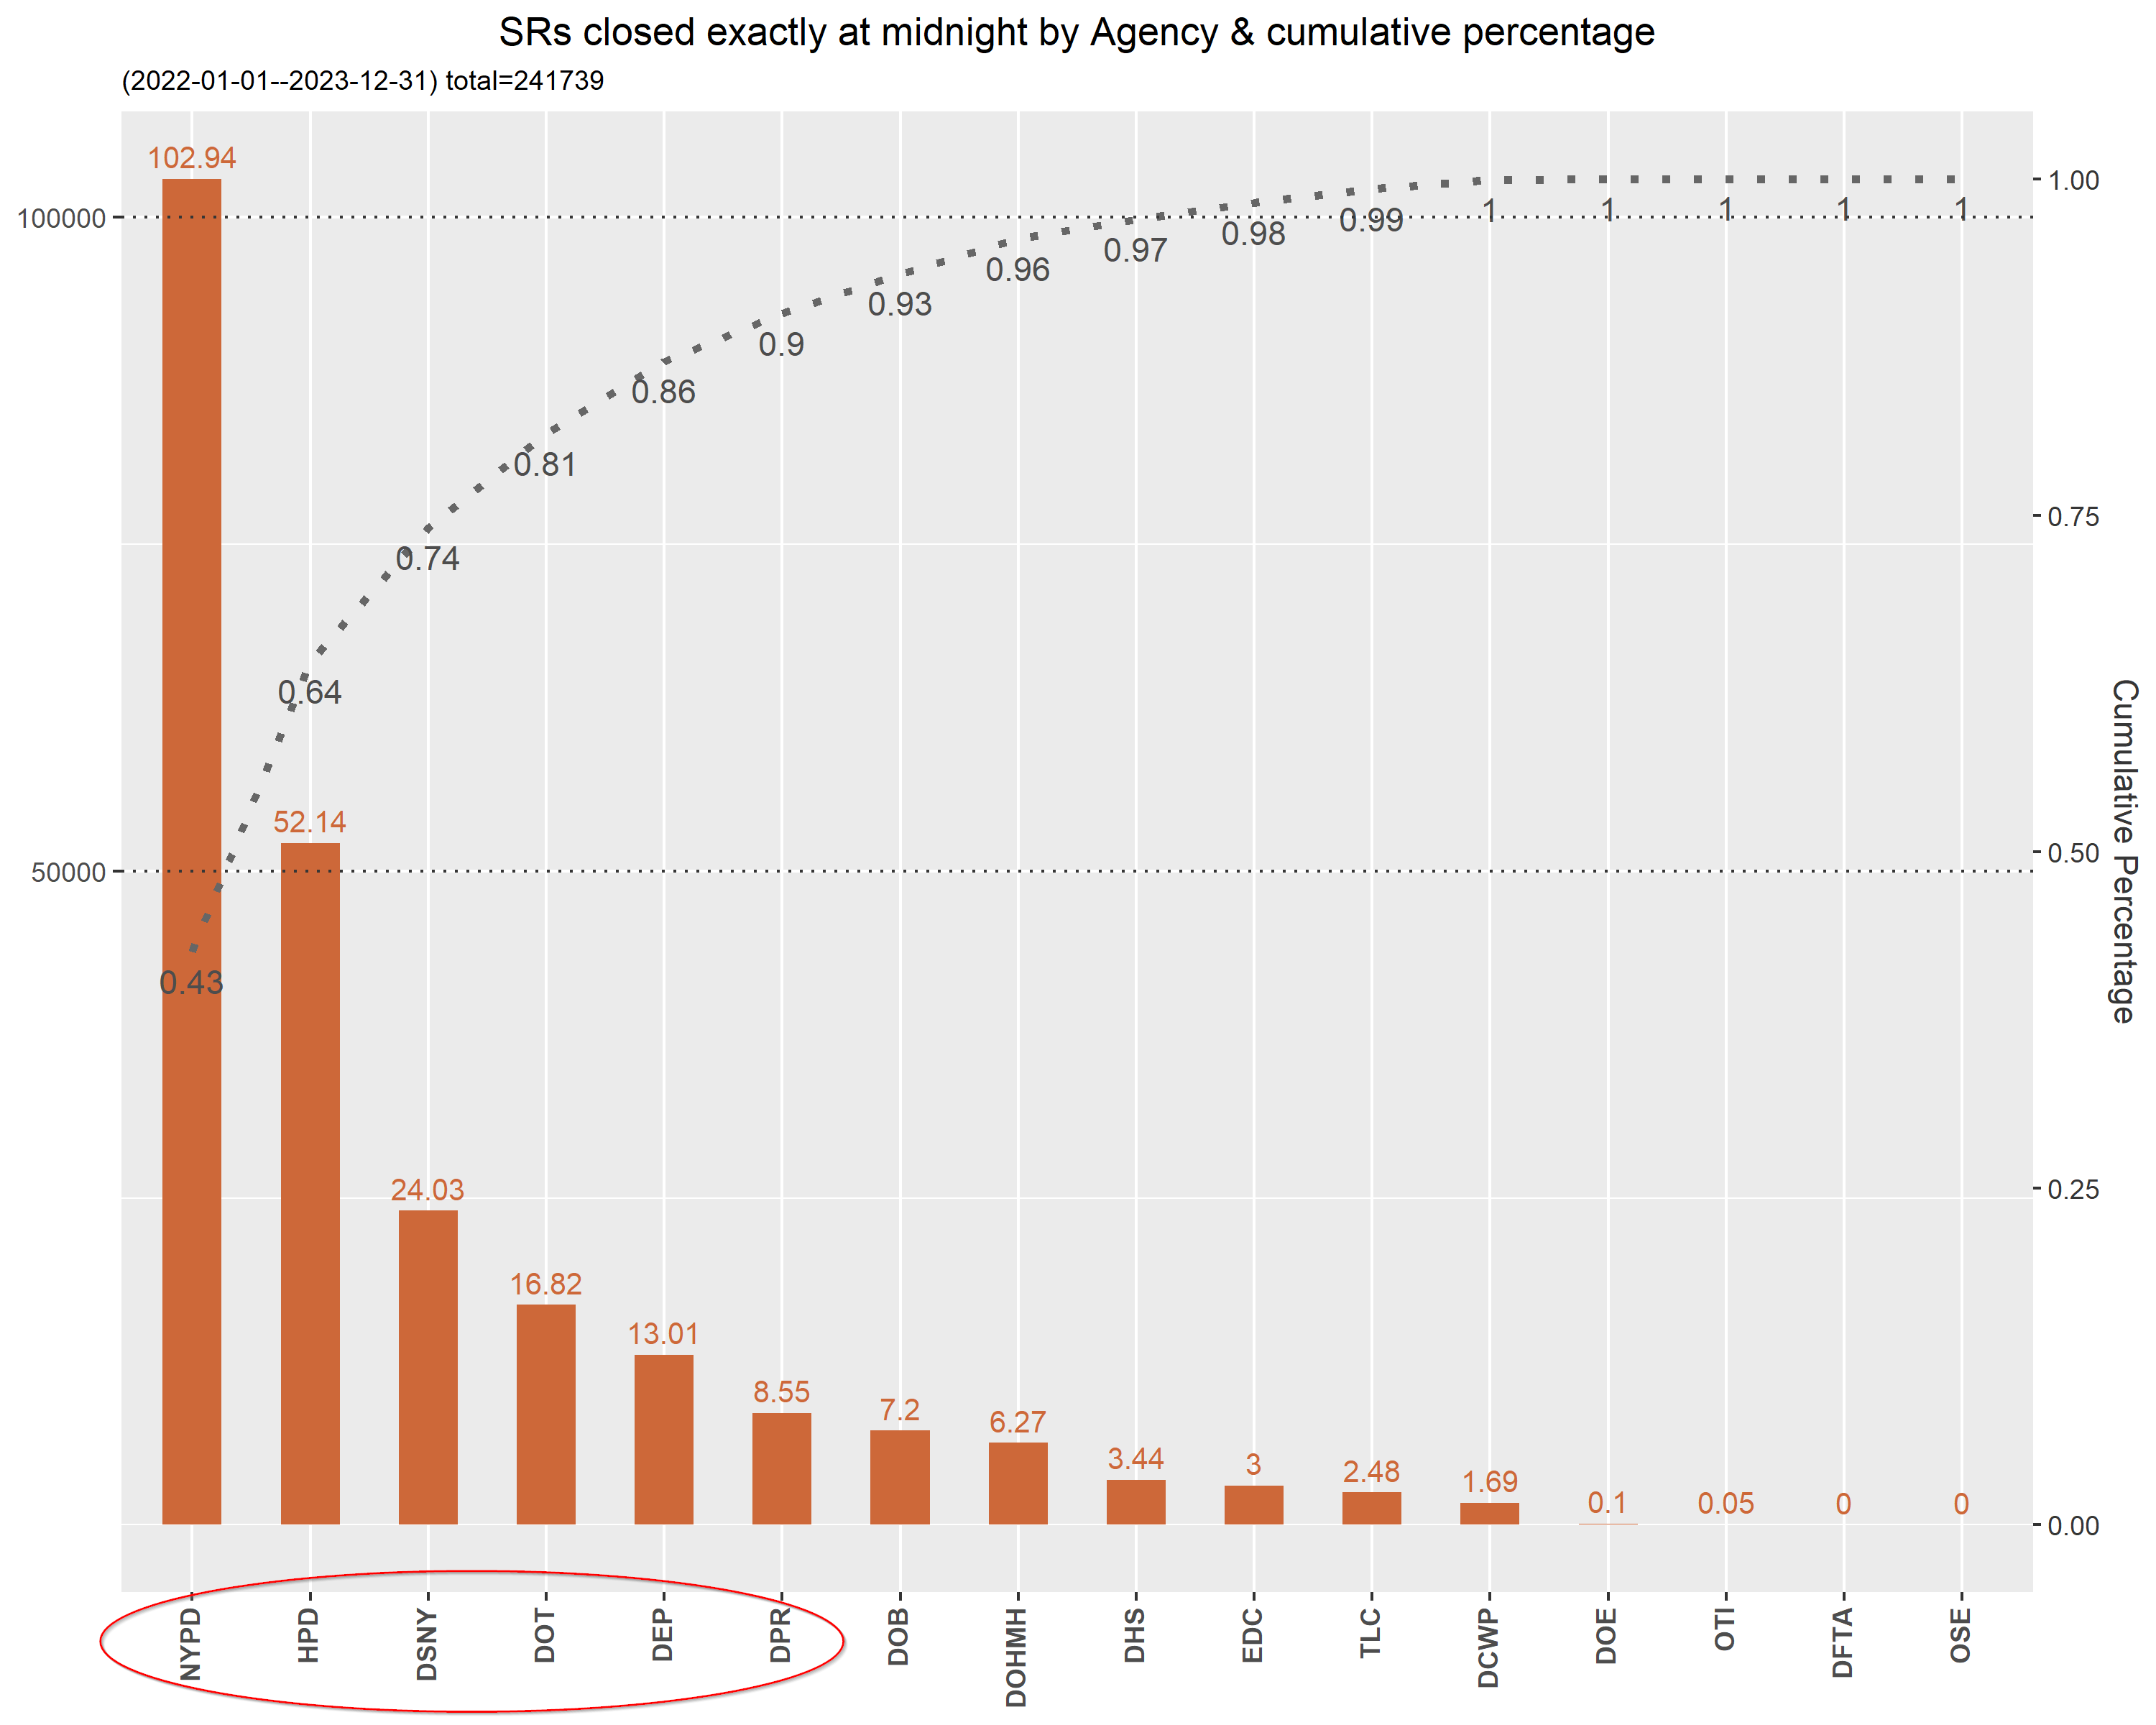 SRs closed exactly at midnight by Agency & cumulative percentage
(2022-01-01--2023-12-31) total=241739
102.94
52.14
24.03
16.82
13.01
8.55
7.2
6.27
3.44
3
2.48
1.69
0.1
0.05
0
0
0.43
0.64
0.74
0.81
0.86
0.9
0.93
0.96
0.97
0.98
0.99
1
1
1
1
1
100000
50000
1.00
0.75
0.50
0.25
0.00
Cumulative Percentage
NYPD
HPD
DSNY
DOT
DEP
DPR
DOB
DOHMH
DHS
EDC
TLC
DCWP
DOE
OTI
DFTA
OSE